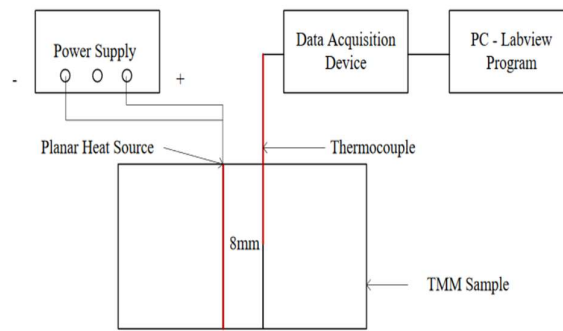 Power Supply
-
+
Data Acquisition
Device
PC - Labview
Program
Planar Heat Source
Thermocouple
8mm
TMM Sample